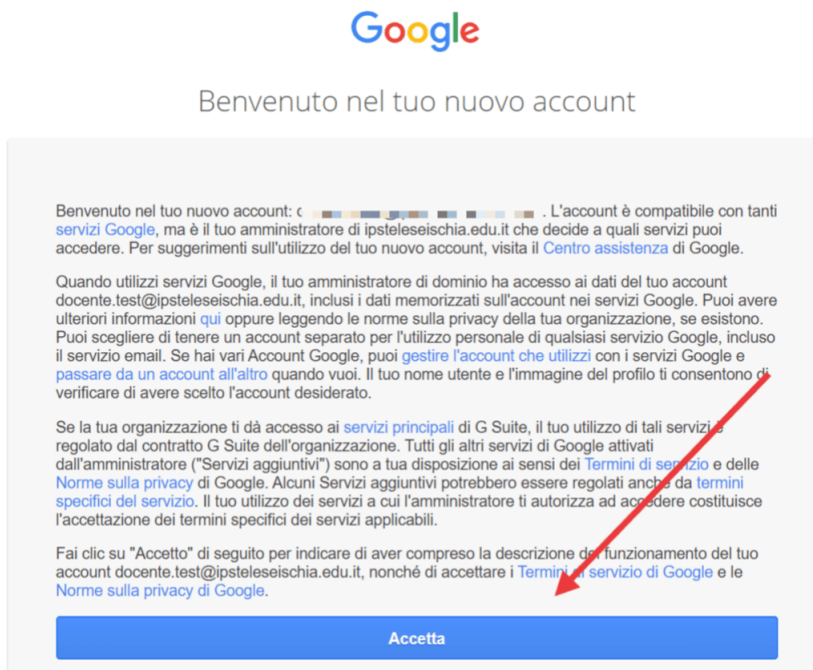 Google
Benvenuto nel tuo nuovo account
Benvenuto nel tuo nuovo account: . L'account è compatibile con tanti
servizi Google, ma è il tuo amministratore di ipsteleseischia.edu.it che decide a quali servizi puoi
accedere. Per suggerimenti sull'utilizzo del tuo nuovo account, visita il Centro assistenza di Google.
Quando utilizzi servizi Google, il tuo amministratore di dominio ha accesso ai dati del tuo account
docente.test@ipsteleseischia.edu.it, inclusi i dati memorizzati sull'account nei servizi Google. Puoi avere
ulteriori informazioni qui oppure leggendo le norme sulla privacy della tua organizzazione, se esistono.
Puoi scegliere di tenere un account separato per l'utilizzo personale di qualsiasi servizio Google, incluso
il servizio email. Se hai vari Account Google, puoi gestire l'account che utilizzi con i servizi Google e
passare da un account all'altro quando vuoi. Il tuo nome utente e l'immagine del profilo ti consentono di
verificare di avere scelto l'account desiderato.
Se la tua organizzazione ti dà accesso ai servizi principali di G Suite, il tuo utilizzo di tali servizi è
regolato dal contratto G Suite dell'organizzazione. Tutti gli altri servizi di Google attivati
dall'amministratore ("Servizi aggiuntivi") sono a tua disposizione ai sensi dei Termini di servizio e delle
Norme sulla privacy di Google. Alcuni Servizi aggiuntivi potrebbero essere regolati anche da termini
specifici del servizio. Il tuo utilizzo dei servizi a cui l'amministratore ti autorizza ad accedere costituisce
l'accettazione dei termini specifici dei servizi applicabili.
Fai clic su "Accetto" di seguito per indicare di aver compreso la descrizione del funzionamento del tuo
account docente.test@ipsteleseischia.edu.it, nonché di accettare i Termini di servizio di Google e le
Norme sulla privacy di Google.
Accetta